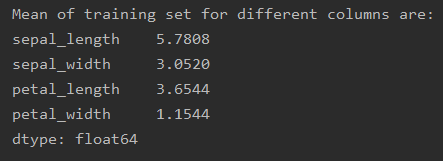 Mean of training set for different columns are:
sepal_length    5.7808
sepal_width     3.0520
petal_length    3.6544
petal_width     1.1544
dtype: float64